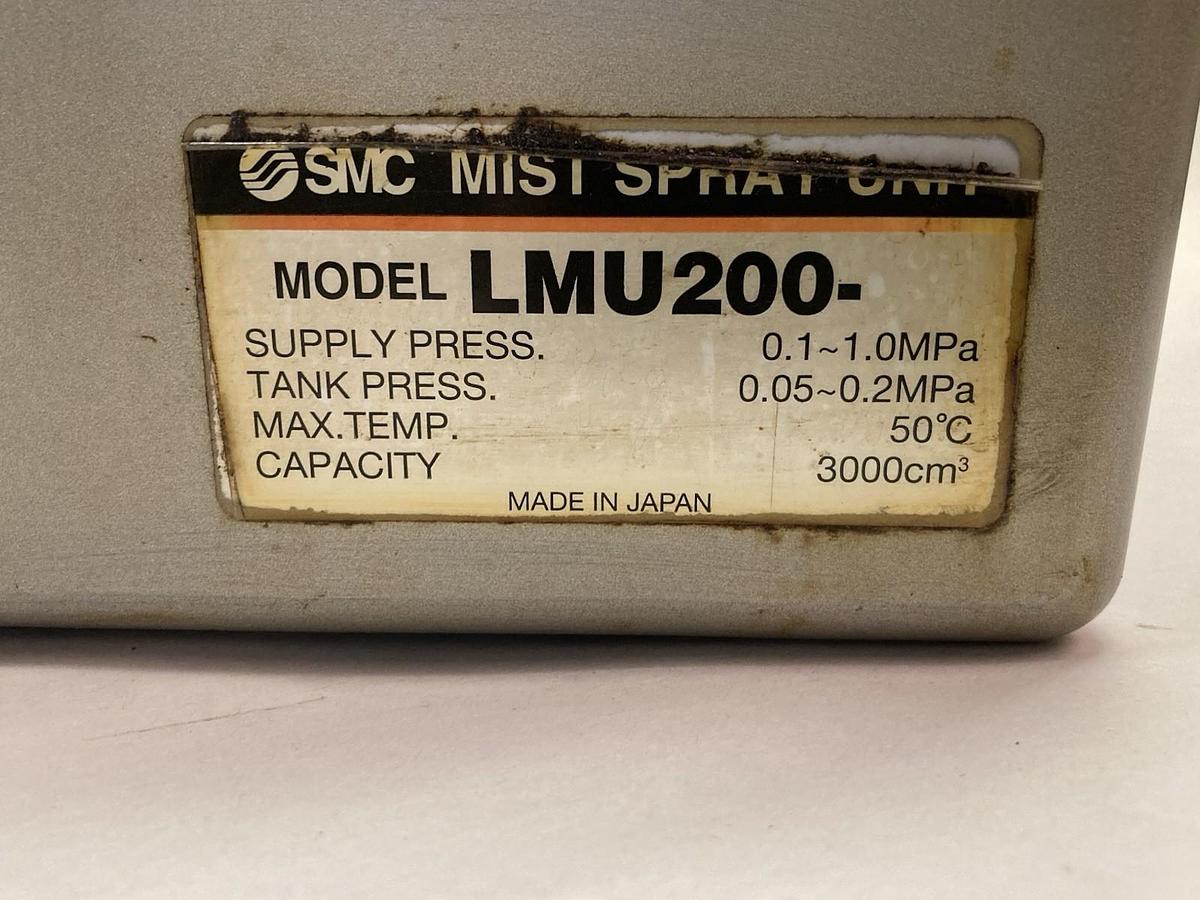 SMC MIST SPRAY UNIT
MODEL LMU200-
SUPPLY PRESS. 0.1~1.0MPa
TANK PRESS. 0.05~0.2MPa
MAX.TEMP. 50℃
CAPACITY 3000cm³
MADE IN JAPAN